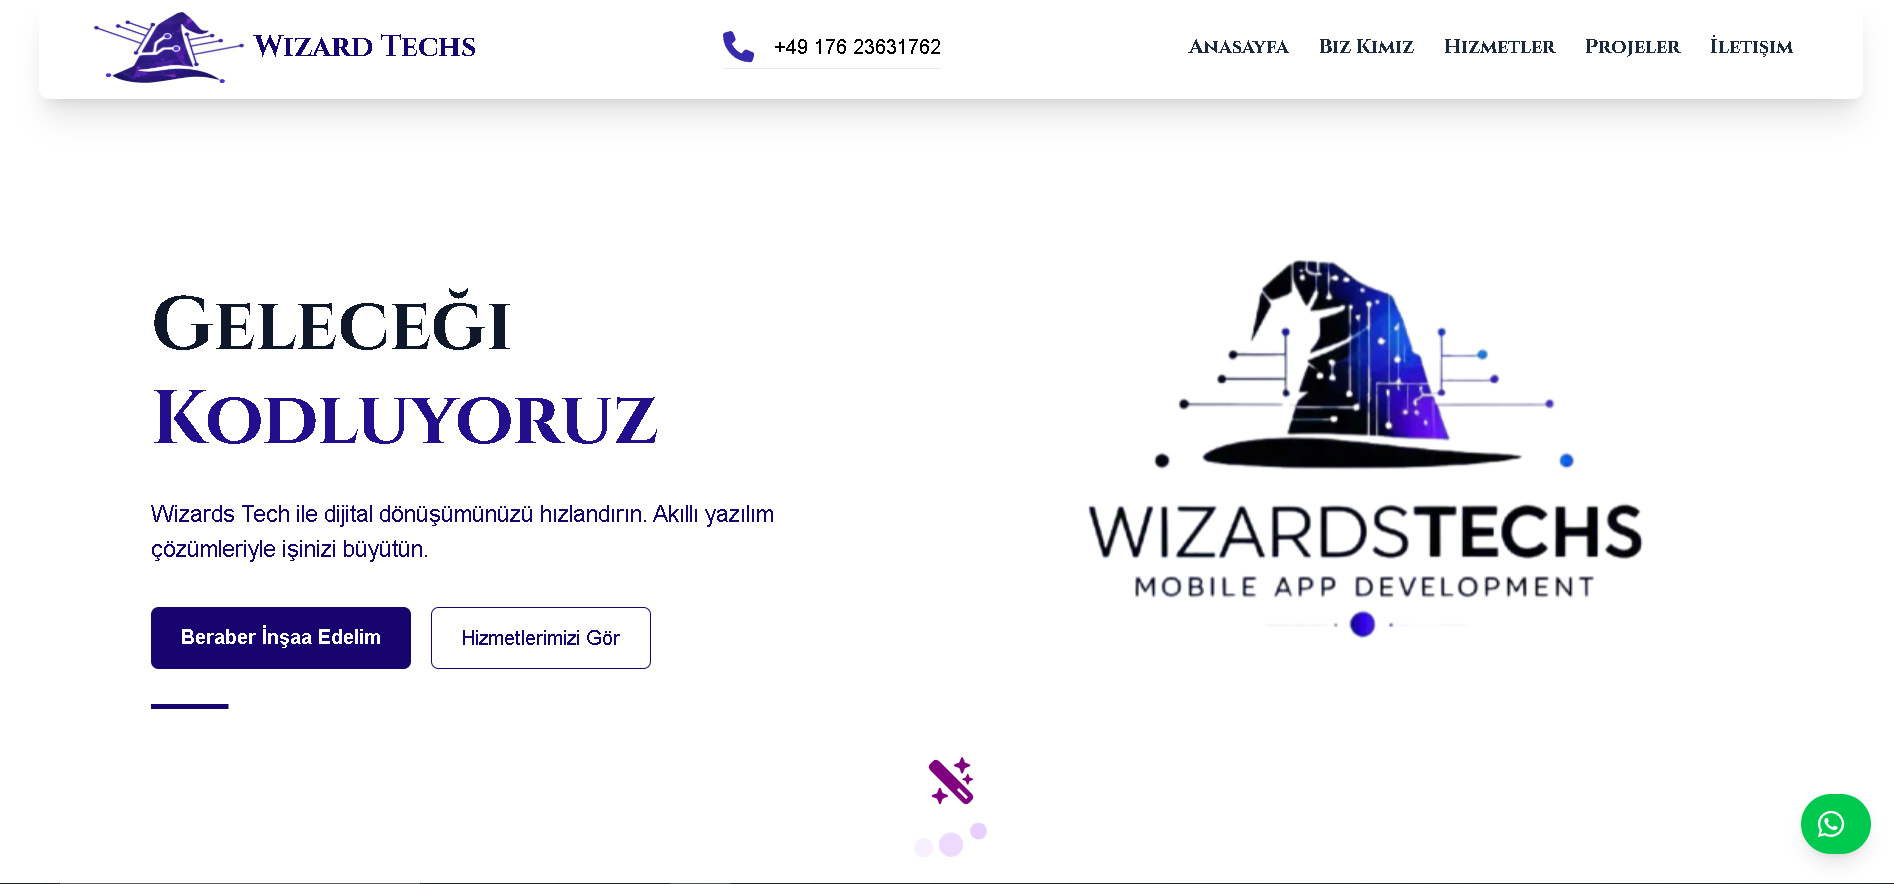 Wizard Techs
+49 176 23631762
Anasayfa Biz Kimiz Hizmetler Projeler İletişim
Geleceği
Kodluyoruz
Wizards Tech ile dijital dönüşümünüzü hızlandırın. Akıllı yazılım
çözümleriyle işinizi büyütün.
Beraber İnşaa Edelim
Hizmetlerimizi Gör
WIZARDSTECHS
MOBILE APP DEVELOPMENT